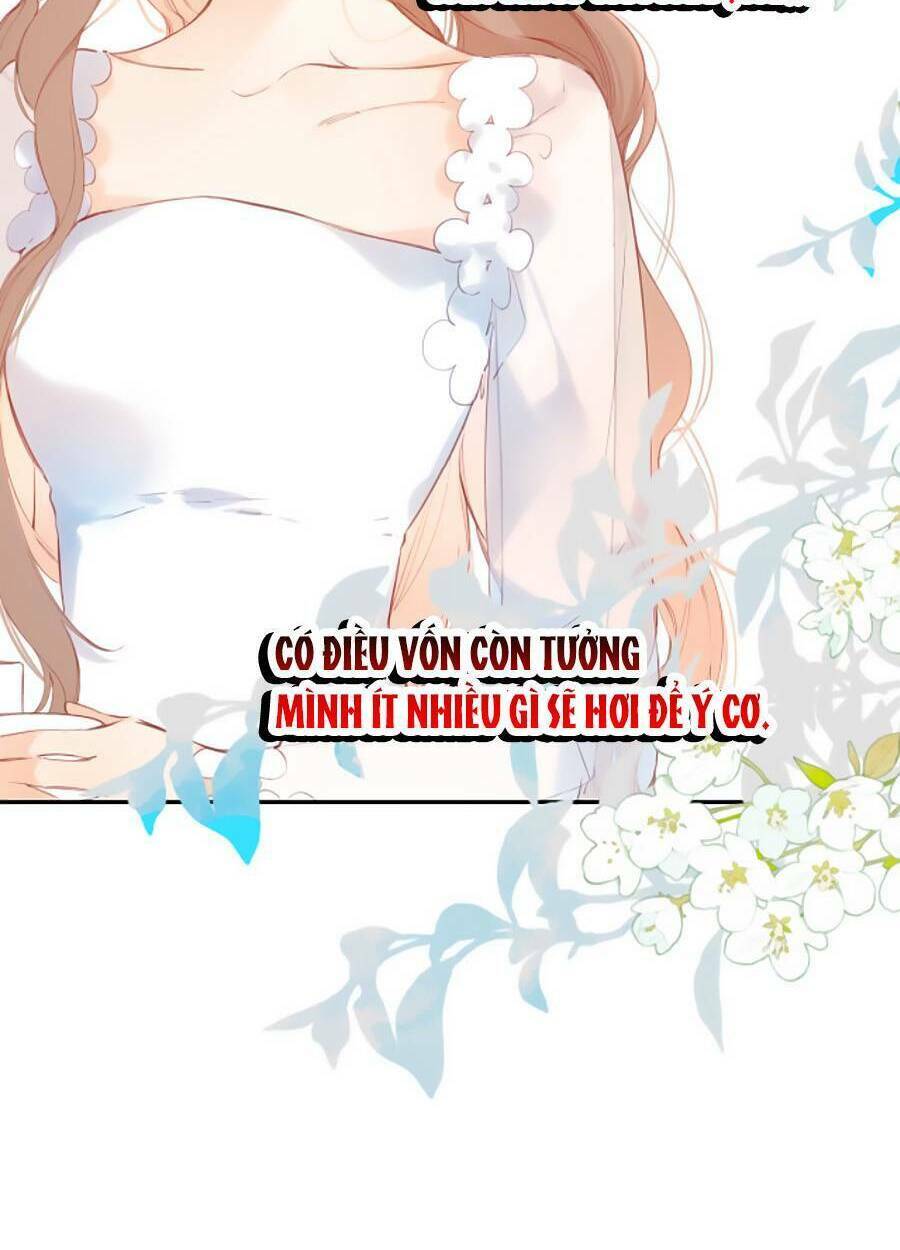 CÓ ĐIỀU VỐN CÒN TƯỞNG
MÌNH ÍT NHIỀU GÌ SẼ HƠI ĐỂ Ý CƠ.